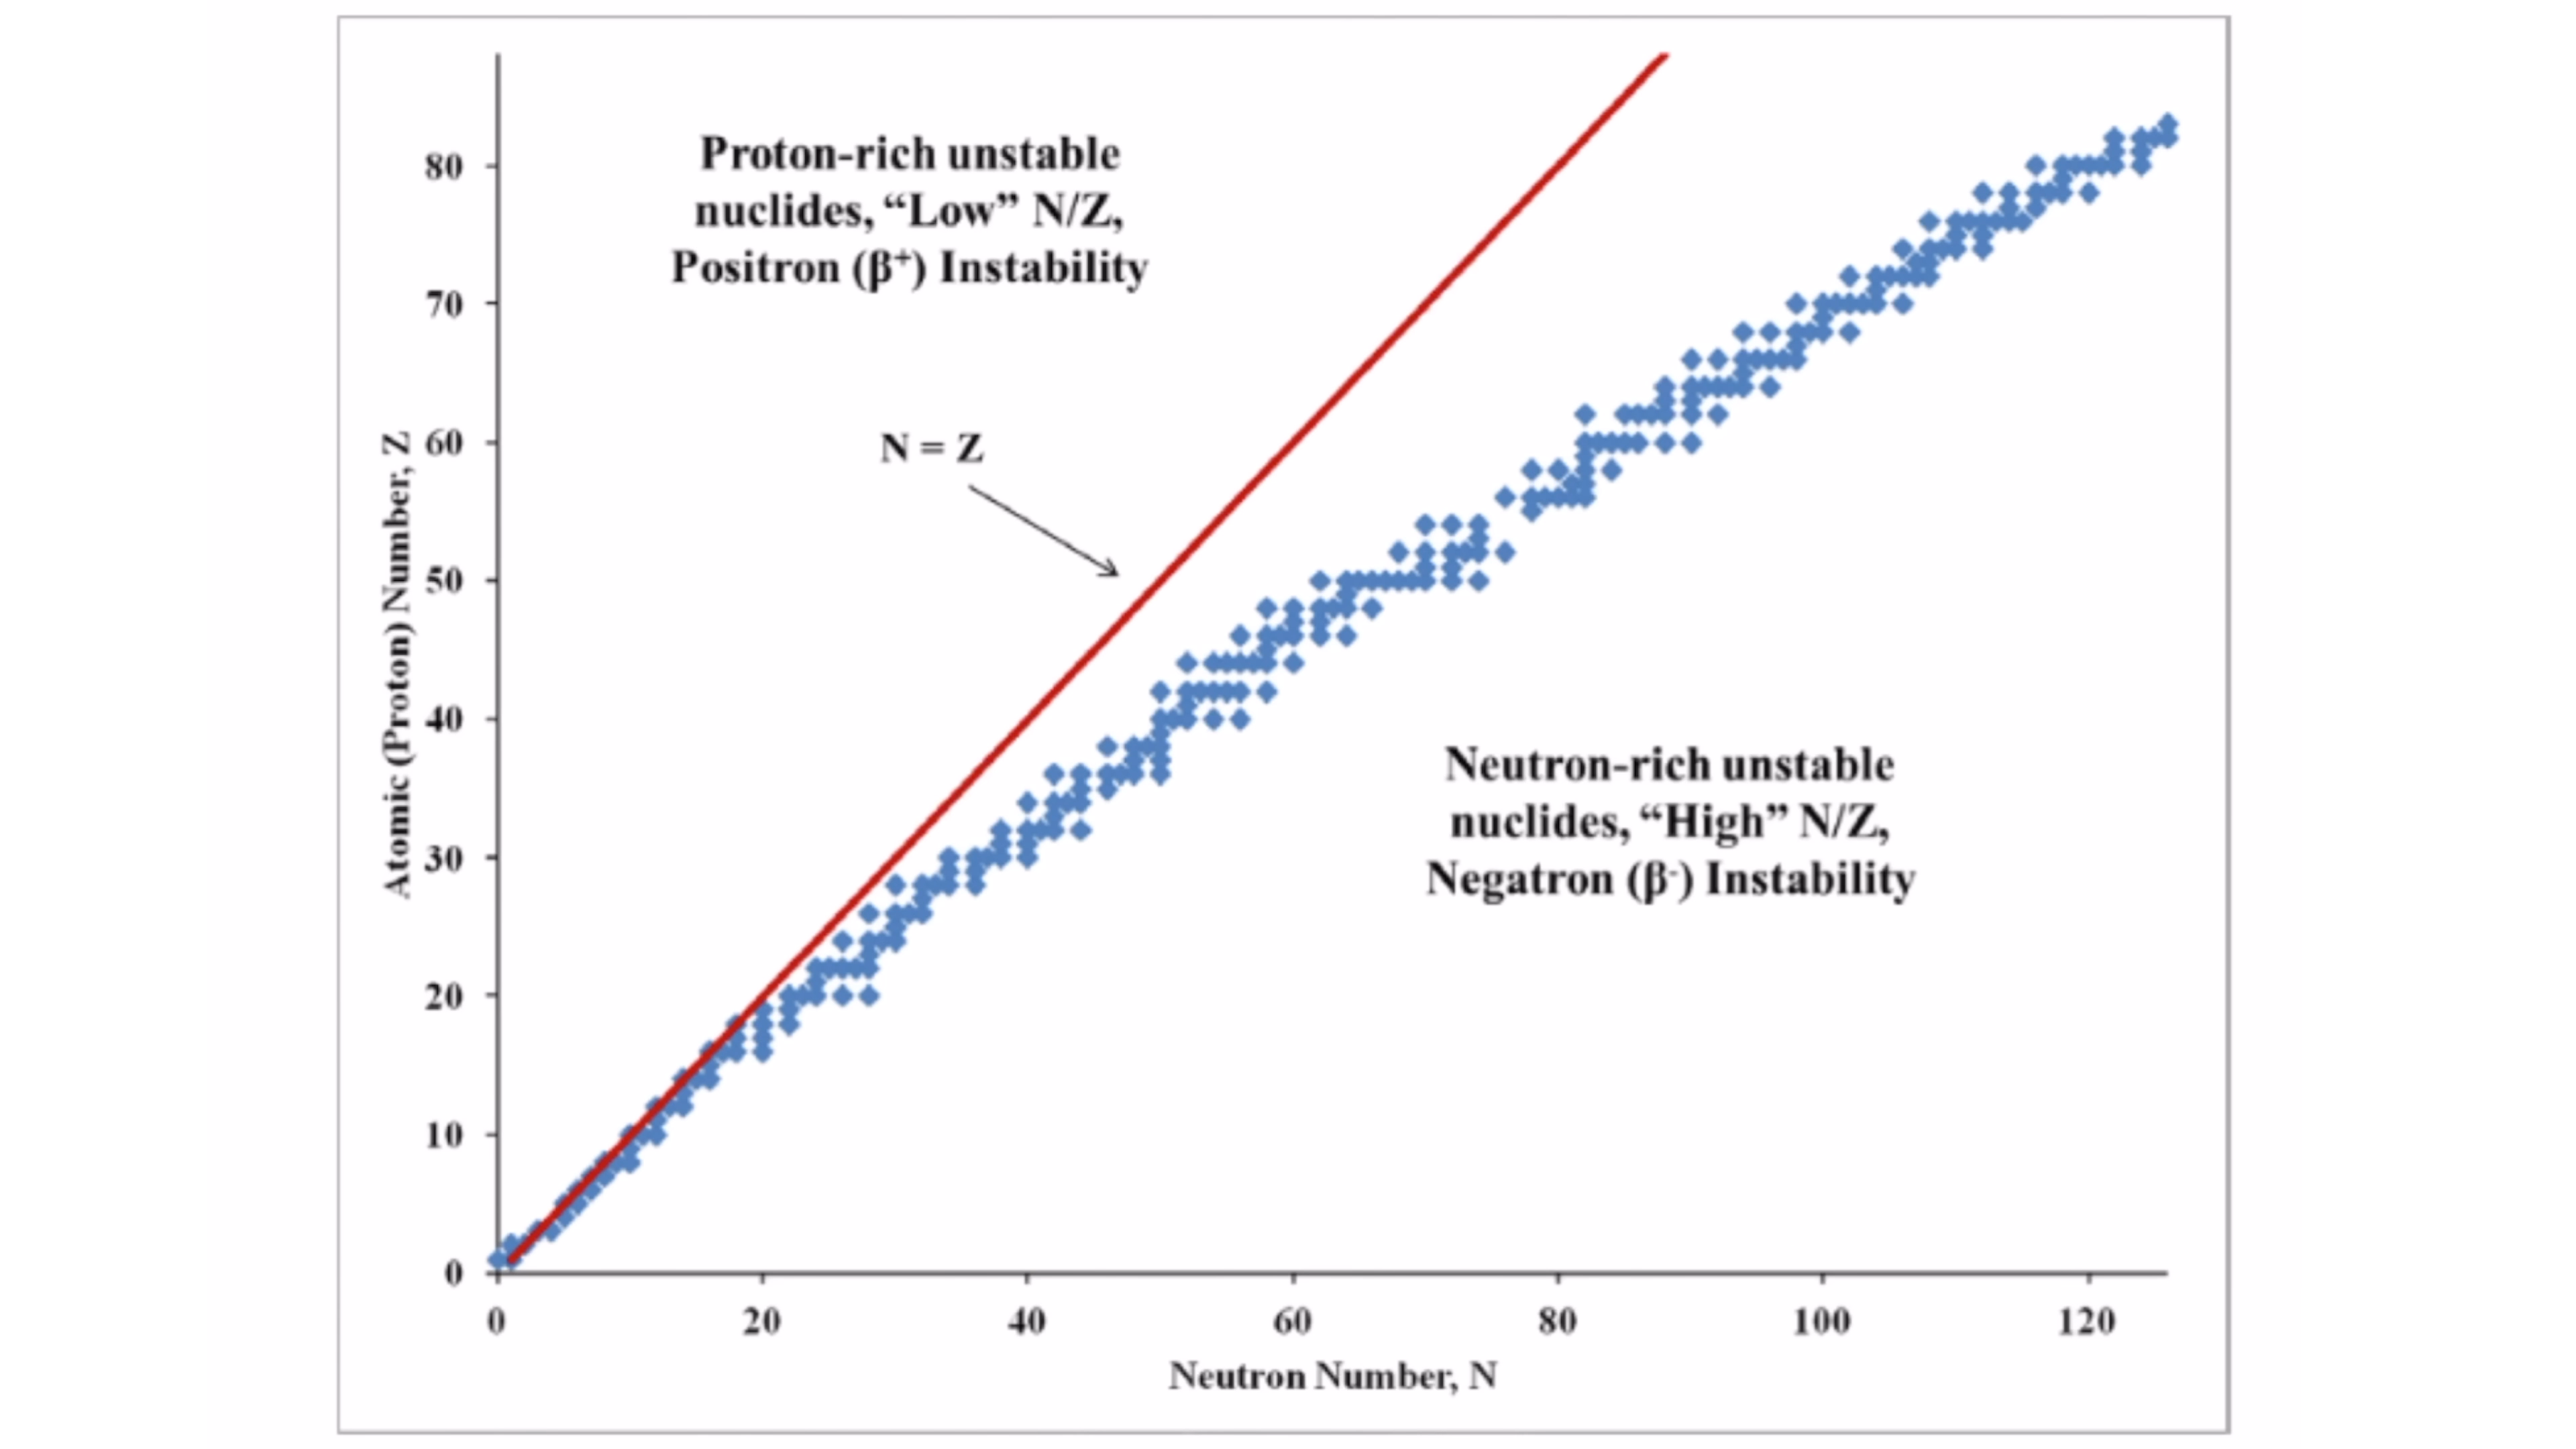 Proton-rich unstable
nuclides, “Low” N/Z,
Positron (β⁺) Instability
N = Z
Neutron-rich unstable
nuclides, “High” N/Z,
Negatron (β⁻) Instability
Atomic (Proton) Number, Z
80
70
60
50
40
30
20
10
0
0 20 40 60 80 100 120
Neutron Number, N